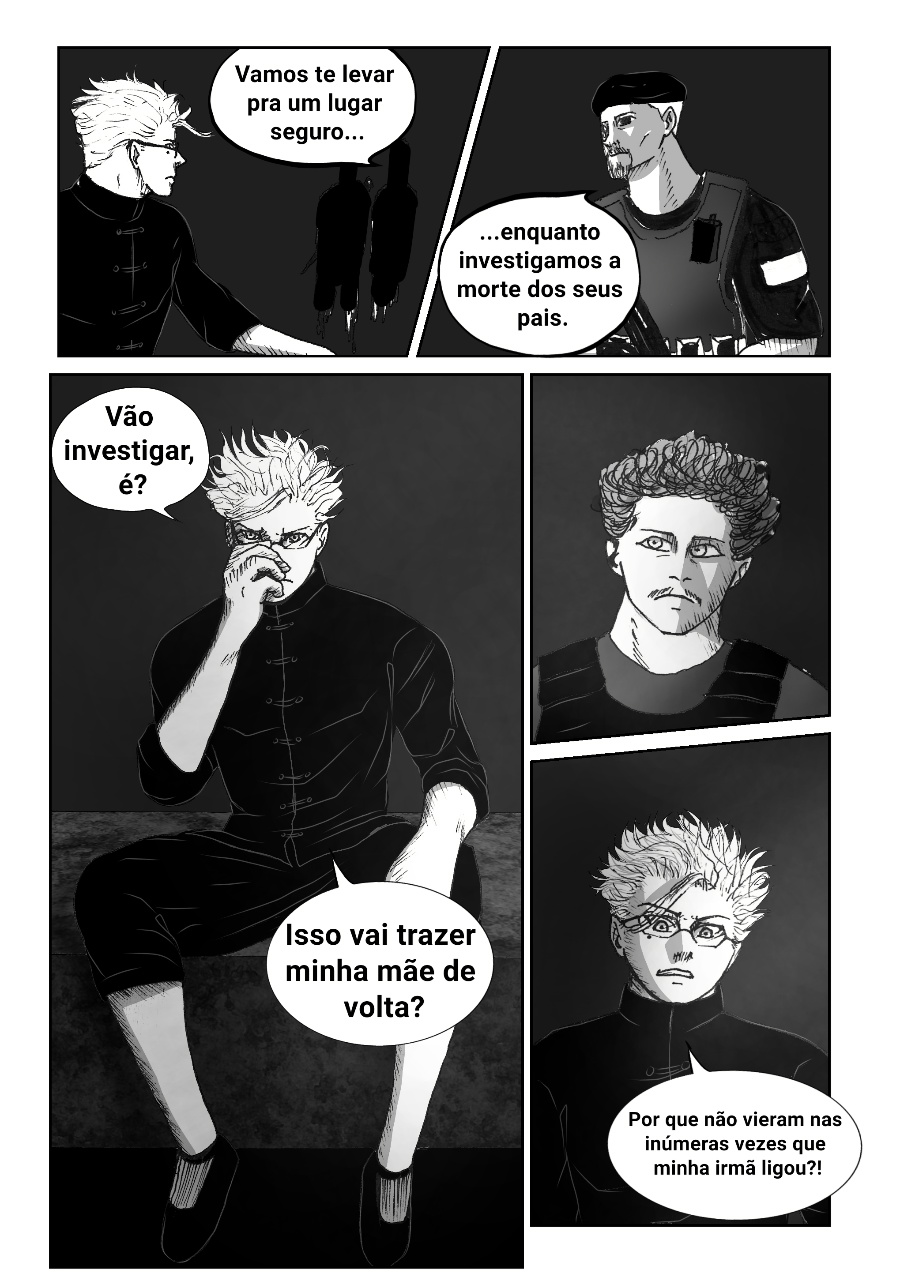 Vamos te levar
pra um lugar
seguro...
...enquanto
investigamos a
morte dos seus
pais.
Vão
investigar,
é?
Isso vai trazer
minha mãe de
volta?
Por que não vieram nas
inúmeras vezes que
minha irmã ligou?!